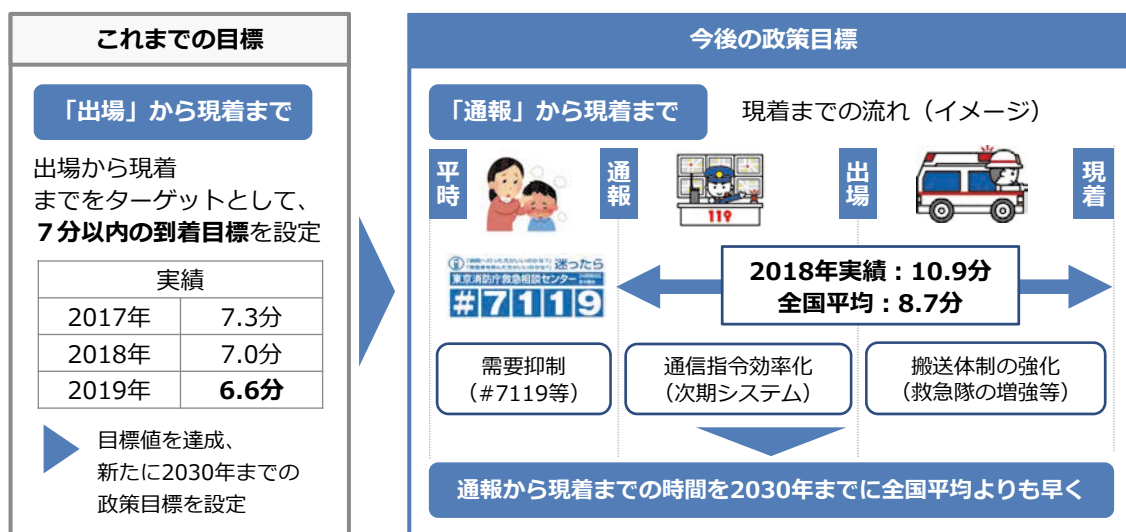 これまでの目標
「出場」から現着まで
出場から現着
までをターゲットとして、
7分以内の到着目標を設定
実績
2017年 7.3分
2018年 7.0分
2019年 6.6分
目標値を達成、
新たに2030年までの
政策目標を設定
今後の政策目標
「通報」から現着まで 現着までの流れ（イメージ）
平時
通報
出場
現着
119
迷ったら
東京消防庁救急相談センター
#7119
2018年実績：10.9分
全国平均：8.7分
需要抑制
（#7119等）
通信指令効率化
（次期システム）
搬送体制の強化
（救急隊の増強等）
通報から現着までの時間を2030年までに全国平均よりも早く